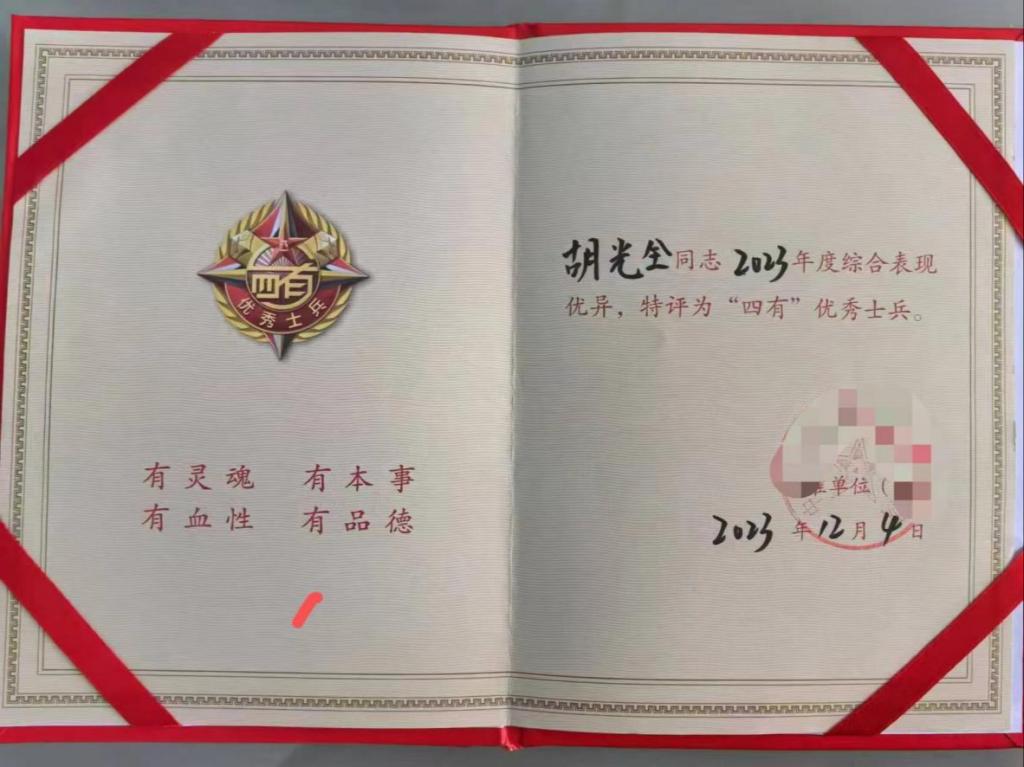 四有
优秀士兵
有灵魂 有本事
有血性 有品德
胡光全同志2023年度综合表现
优异，特评为“四有”优秀士兵。
单位（
2023年12月4日